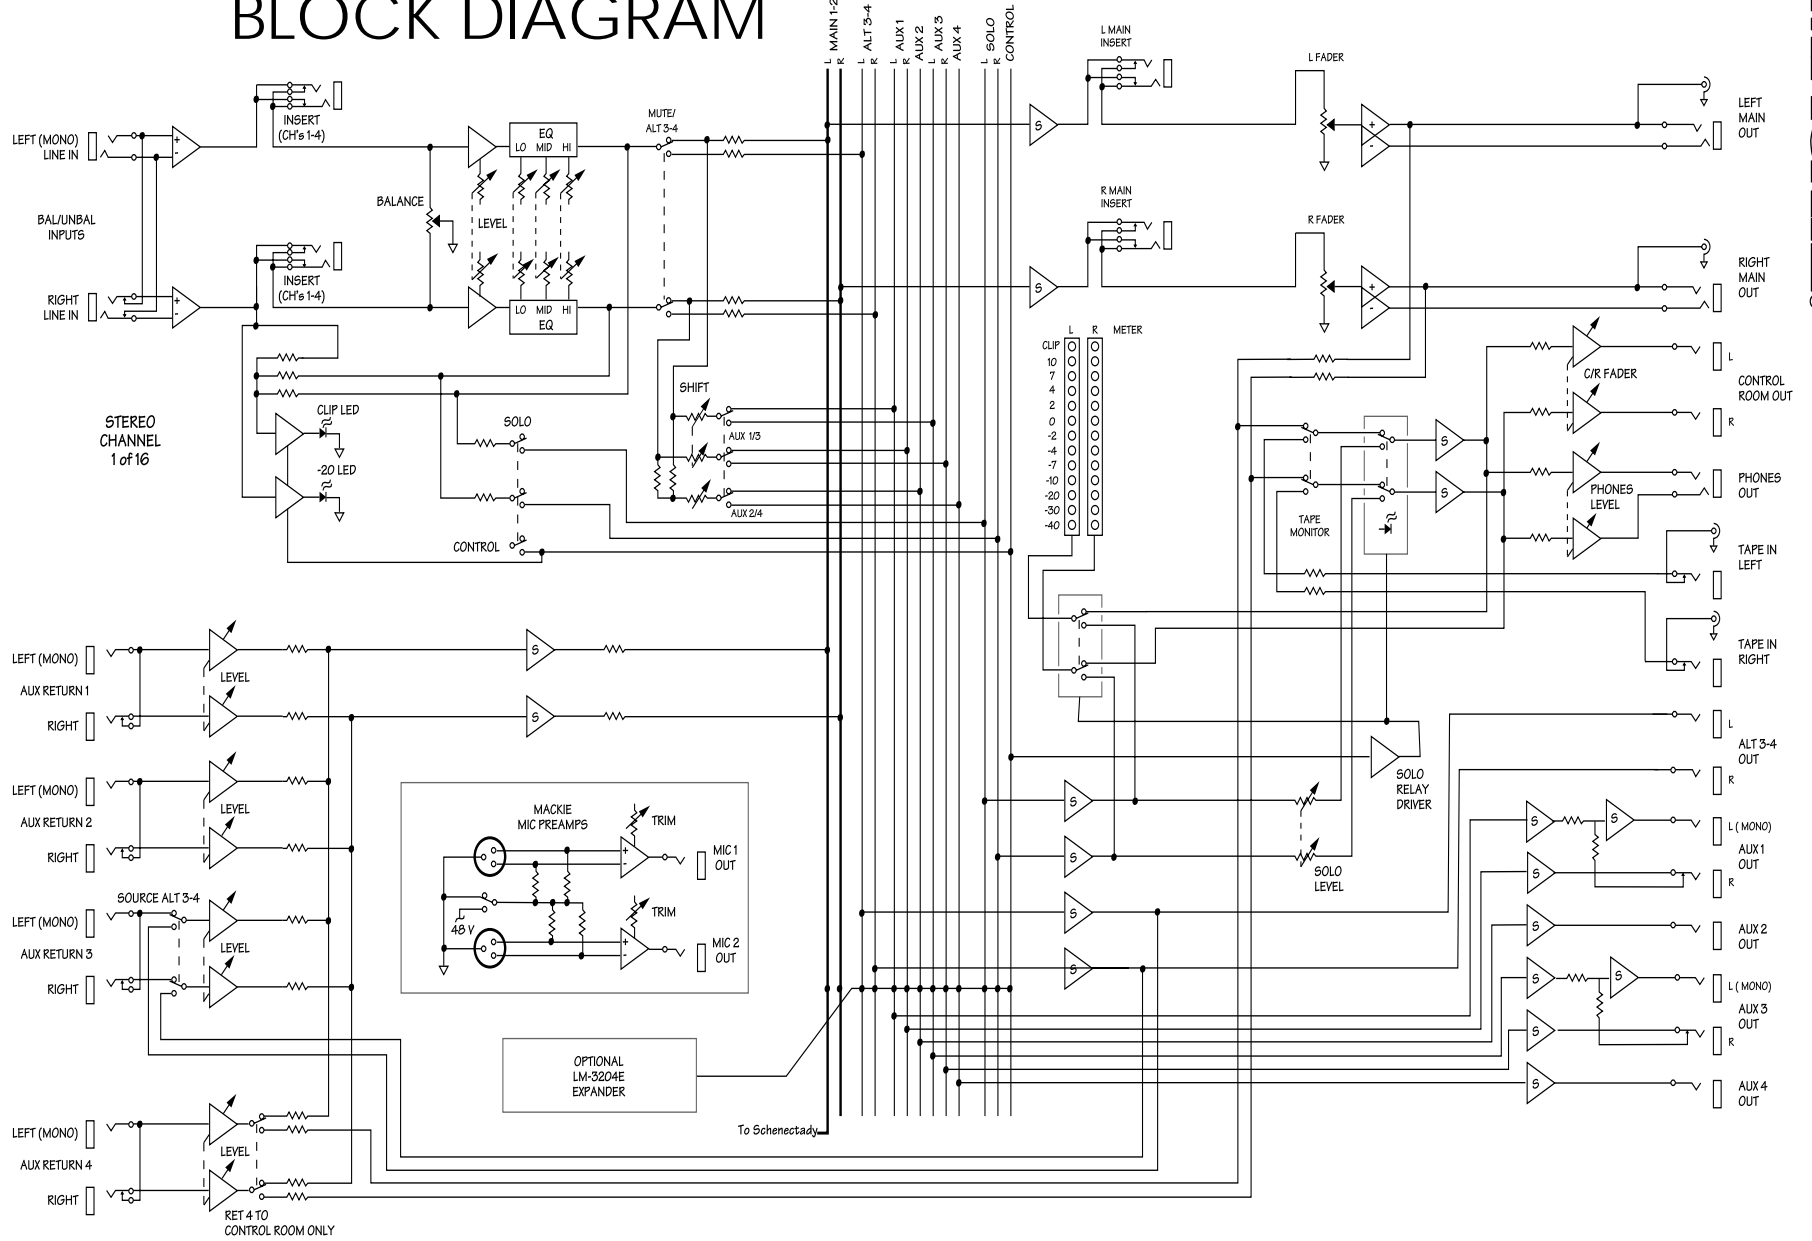 BLOCK DIAGRAM
L MAIN 1-2
R
L ALT 3-4
R
L AUX 1
R
AUX 2
L AUX 3
R
AUX 4
L SOLO
R
CONTROL
LEFT (MONO)
LINE IN
BAL/UNBAL
INPUTS
RIGHT
LINE IN
+
-
+
-
INSERT
(CH's 1-4)
INSERT
(CH's 1-4)
BALANCE
LEVEL
EQ
LO MID HI
LO MID HI
EQ
MUTE/
ALT 3-4
STEREO
CHANNEL
1 of 16
CLIP LED
-20 LED
SOLO
CONTROL
SHIFT
AUX 1/3
AUX 2/4
L MAIN
INSERT
S
L FADER
+
-
LEFT
MAIN
OUT
R MAIN
INSERT
S
R FADER
+
-
RIGHT
MAIN
OUT
L R METER
CLIP
10
7
4
2
0
-2
-4
-7
-10
-20
-30
-40
TAPE
MONITOR
S
S
C/R FADER
L
CONTROL
ROOM OUT
R
PHONES
LEVEL
PHONES
OUT
TAPE IN
LEFT
TAPE IN
RIGHT
LEFT (MONO)
AUX RETURN 1
RIGHT
LEVEL
S
S
LEFT (MONO)
AUX RETURN 2
RIGHT
LEVEL
SOURCE ALT 3-4
LEFT (MONO)
AUX RETURN 3
RIGHT
LEVEL
LEFT (MONO)
AUX RETURN 4
RIGHT
LEVEL
RET 4 TO
CONTROL ROOM ONLY
MACKIE
MIC PREAMPS
TRIM
+
-
MIC 1
OUT
48 V
TRIM
+
-
MIC 2
OUT
OPTIONAL
LM-3204E
EXPANDER
To Schenectady
S
S
S
S
SOLO
RELAY
DRIVER
SOLO
LEVEL
L
ALT 3-4
OUT
R
S
S
L ( MONO)
AUX 1
OUT
S
R
S
AUX 2
OUT
S
S
L ( MONO)
AUX 3
OUT
S
R
S
AUX 4
OUT